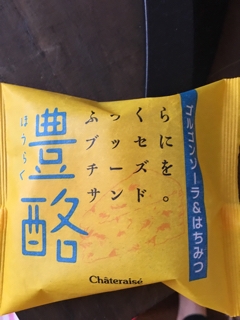 ゴルゴンゾーラ&はちみつ
ふっくら
ブッセに
チーズを
サンド。
豊酪
ほうらく
Châteraisé